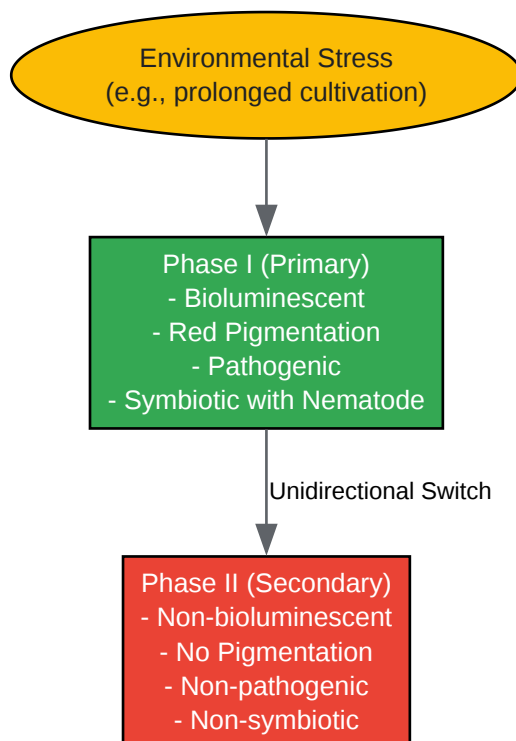 Environmental Stress
(e.g., prolonged cultivation)
Phase I (Primary)
- Bioluminescent
- Red Pigmentation
- Pathogenic
- Symbiotic with Nematode
Unidirectional Switch
Phase II (Secondary)
- Non-bioluminescent
- No Pigmentation
- Non-pathogenic
- Non-symbiotic